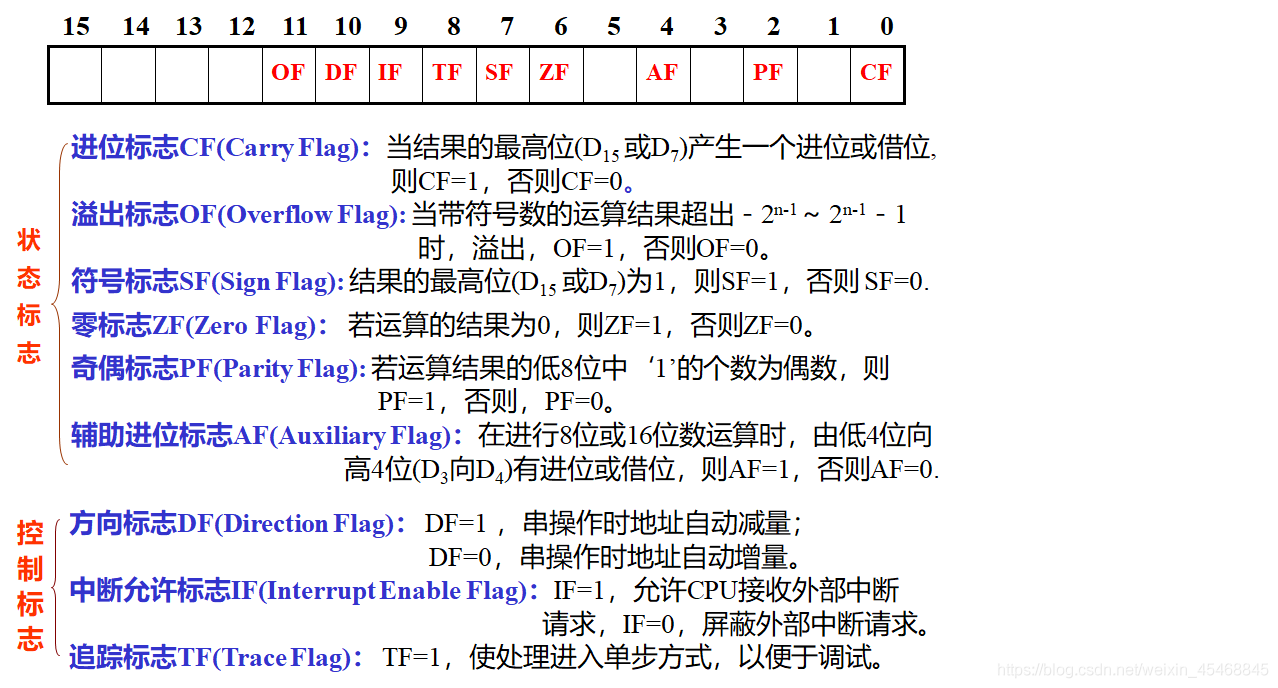 15 14 13 12 11 10 9 8 7 6 5 4 3 2 1 0
OF DF IF TF SF ZF AF PF CF
状态标志
进位标志CF(Carry Flag)：当结果的最高位(D15 或D7)产生一个进位或借位,
则CF=1，否则CF=0。
溢出标志OF(Overflow Flag): 当带符号数的运算结果超出﹣2n-1 ~ 2n-1﹣1
时，溢出，OF=1，否则OF=0。
符号标志SF(Sign Flag): 结果的最高位(D15 或D7)为1，则SF=1，否则 SF=0.
零标志ZF(Zero Flag)： 若运算的结果为0，则ZF=1，否则ZF=0。
奇偶标志PF(Parity Flag): 若运算结果的低8位中‘1’的个数为偶数，则
PF=1，否则，PF=0。
辅助进位标志AF(Auxiliary Flag)：在进行8位或16位数运算时，由低4位向
高4位(D3向D4)有进位或借位，则AF=1，否则AF=0.
控制标志
方向标志DF(Direction Flag)： DF=1 ，串操作时地址自动减量；
DF=0，串操作时地址自动增量。
中断允许标志IF(Interrupt Enable Flag)：IF=1，允许CPU接收外部中断
请求，IF=0，屏蔽外部中断请求。
追踪标志TF(Trace Flag)： TF=1，使处理进入单步方式，以便于调试。
https://blog.csdn.net/weixin_45468845